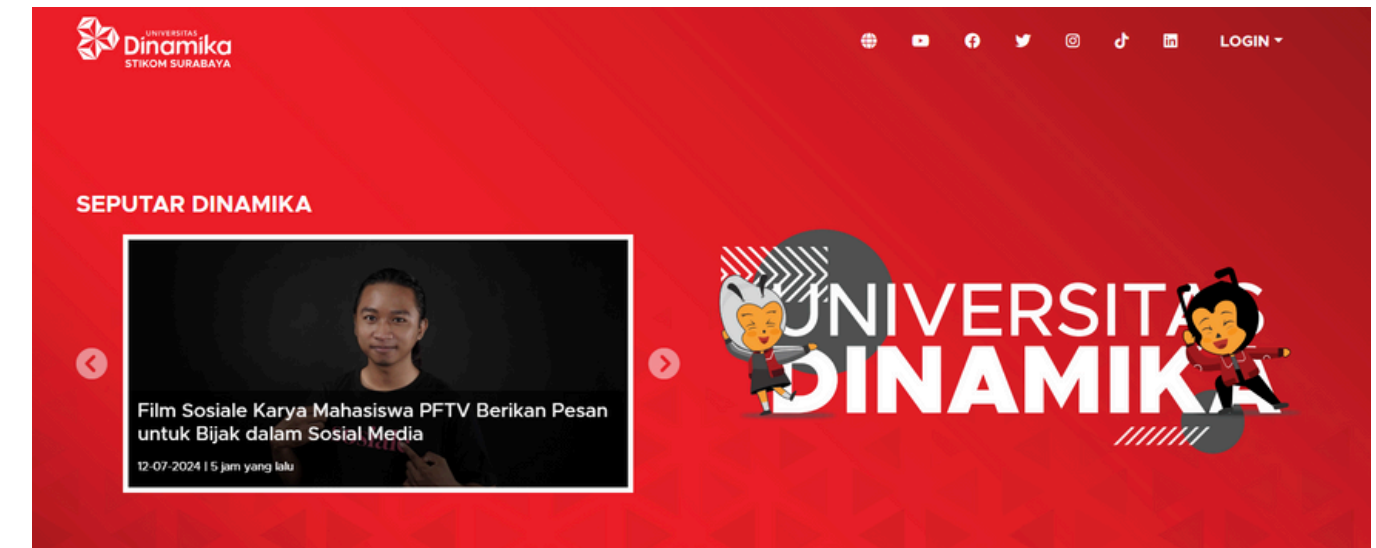 UNIVERSITAS
Dinamika
STIKOM SURABAYA
LOGIN
SEPUTAR DINAMIKA
Film Sosiale Karya Mahasiswa PFTV Berikan Pesan
untuk Bijak dalam Sosial Media
12-07-2024 | 5 jam yang lalu
UNIVERSITAS
DINAMIKA